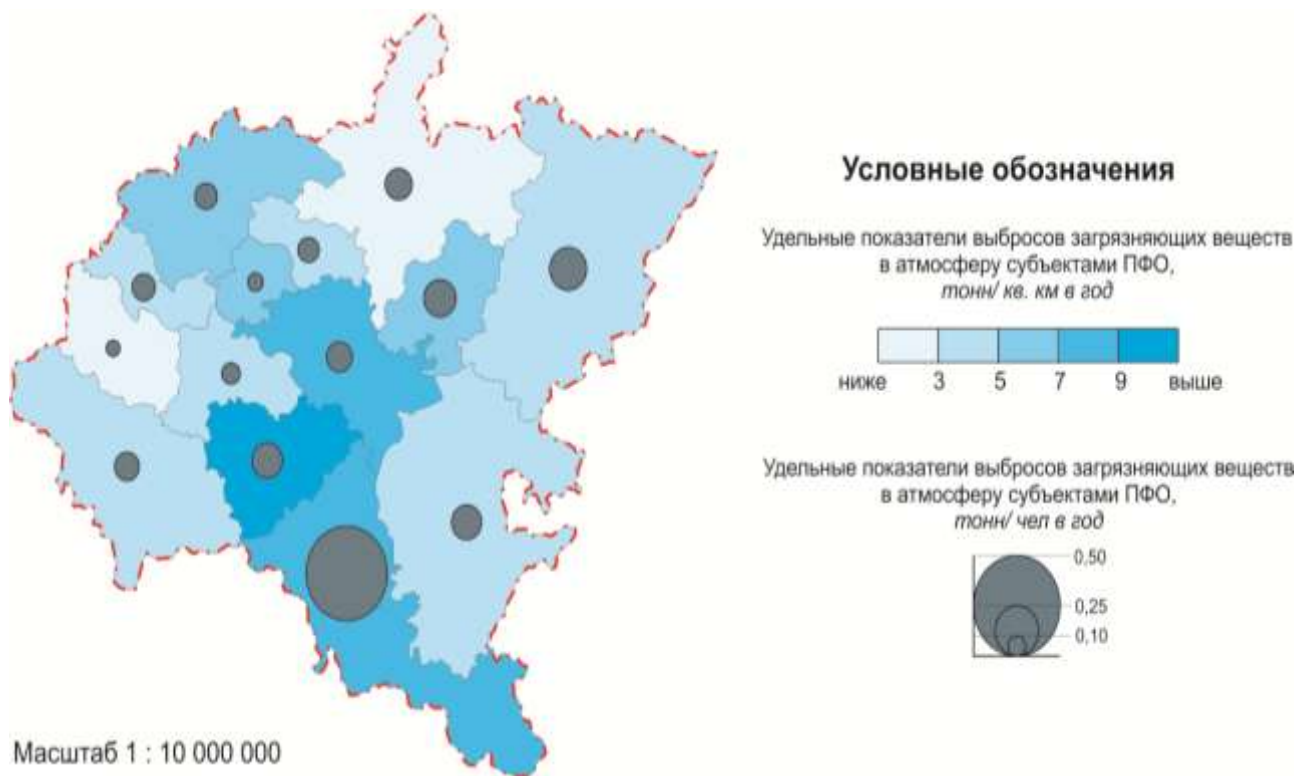 Условные обозначения
Удельные показатели выбросов загрязняющих веществ
в атмосферу субъектами ПФО,
тонн/ кв. км в год
ниже 3 5 7 9 выше
Удельные показатели выбросов загрязняющих веществ
в атмосферу субъектами ПФО,
тонн/ чел в год
0,50
0,25
0,10
Масштаб 1 : 10 000 000